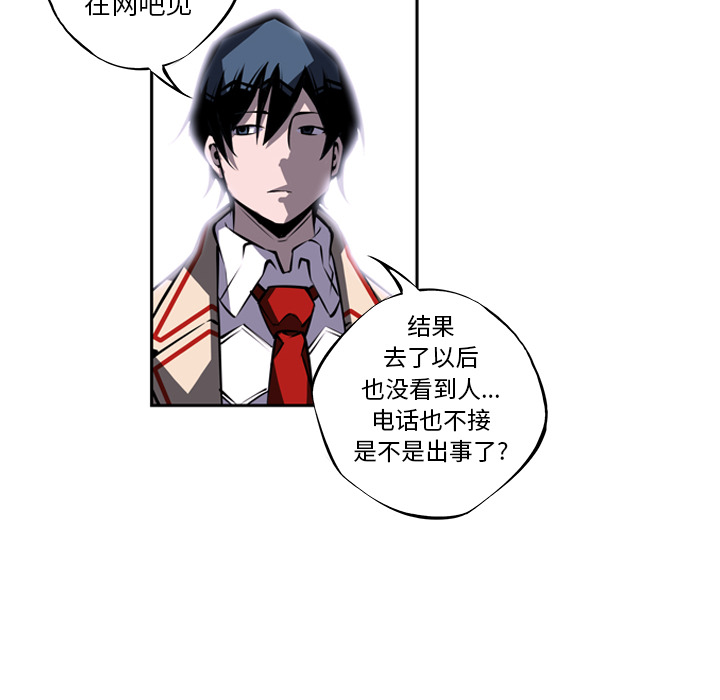 在网吧见
结果
去了以后
也没看到人...
电话也不接
是不是出事了?